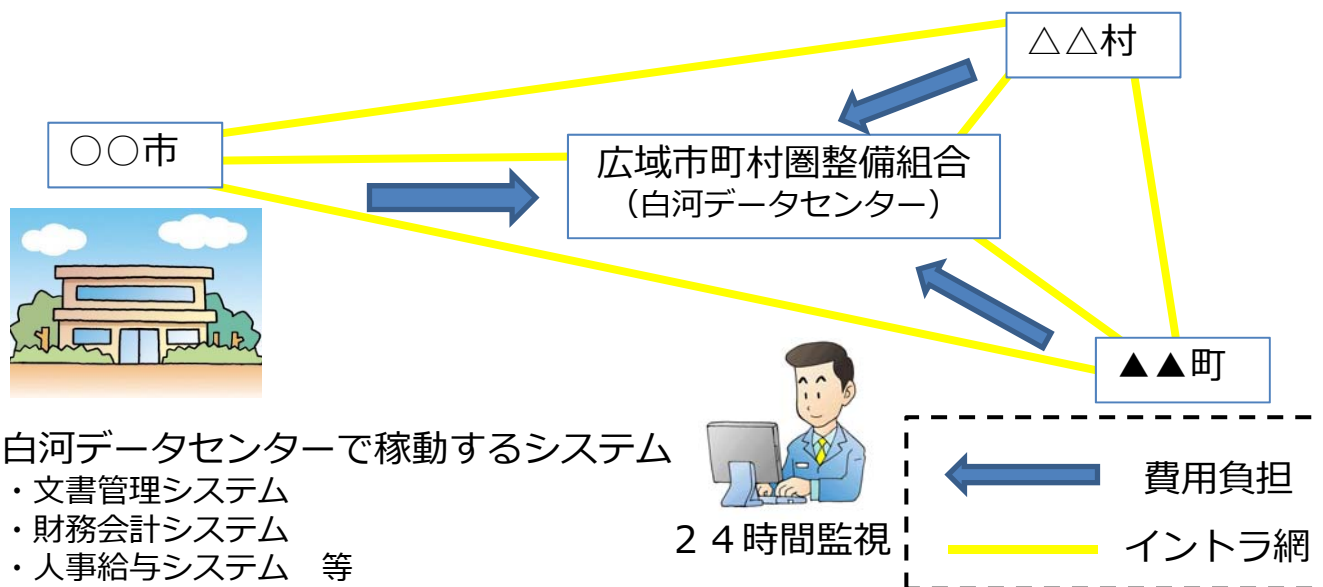 △△村
○○市
広域市町村圏整備組合
（白河データセンター）
▲▲町
白河データセンターで稼動するシステム
・文書管理システム
・財務会計システム
・人事給与システム　等
２４時間監視
費用負担
イントラ網